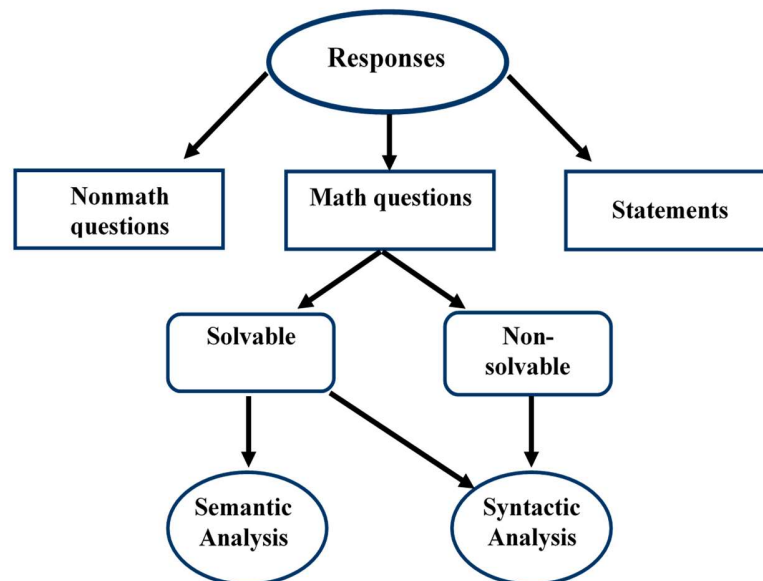 Responses
Nonmath
questions
Math questions
Statements
Solvable
Non-
solvable
Semantic
Analysis
Syntactic
Analysis